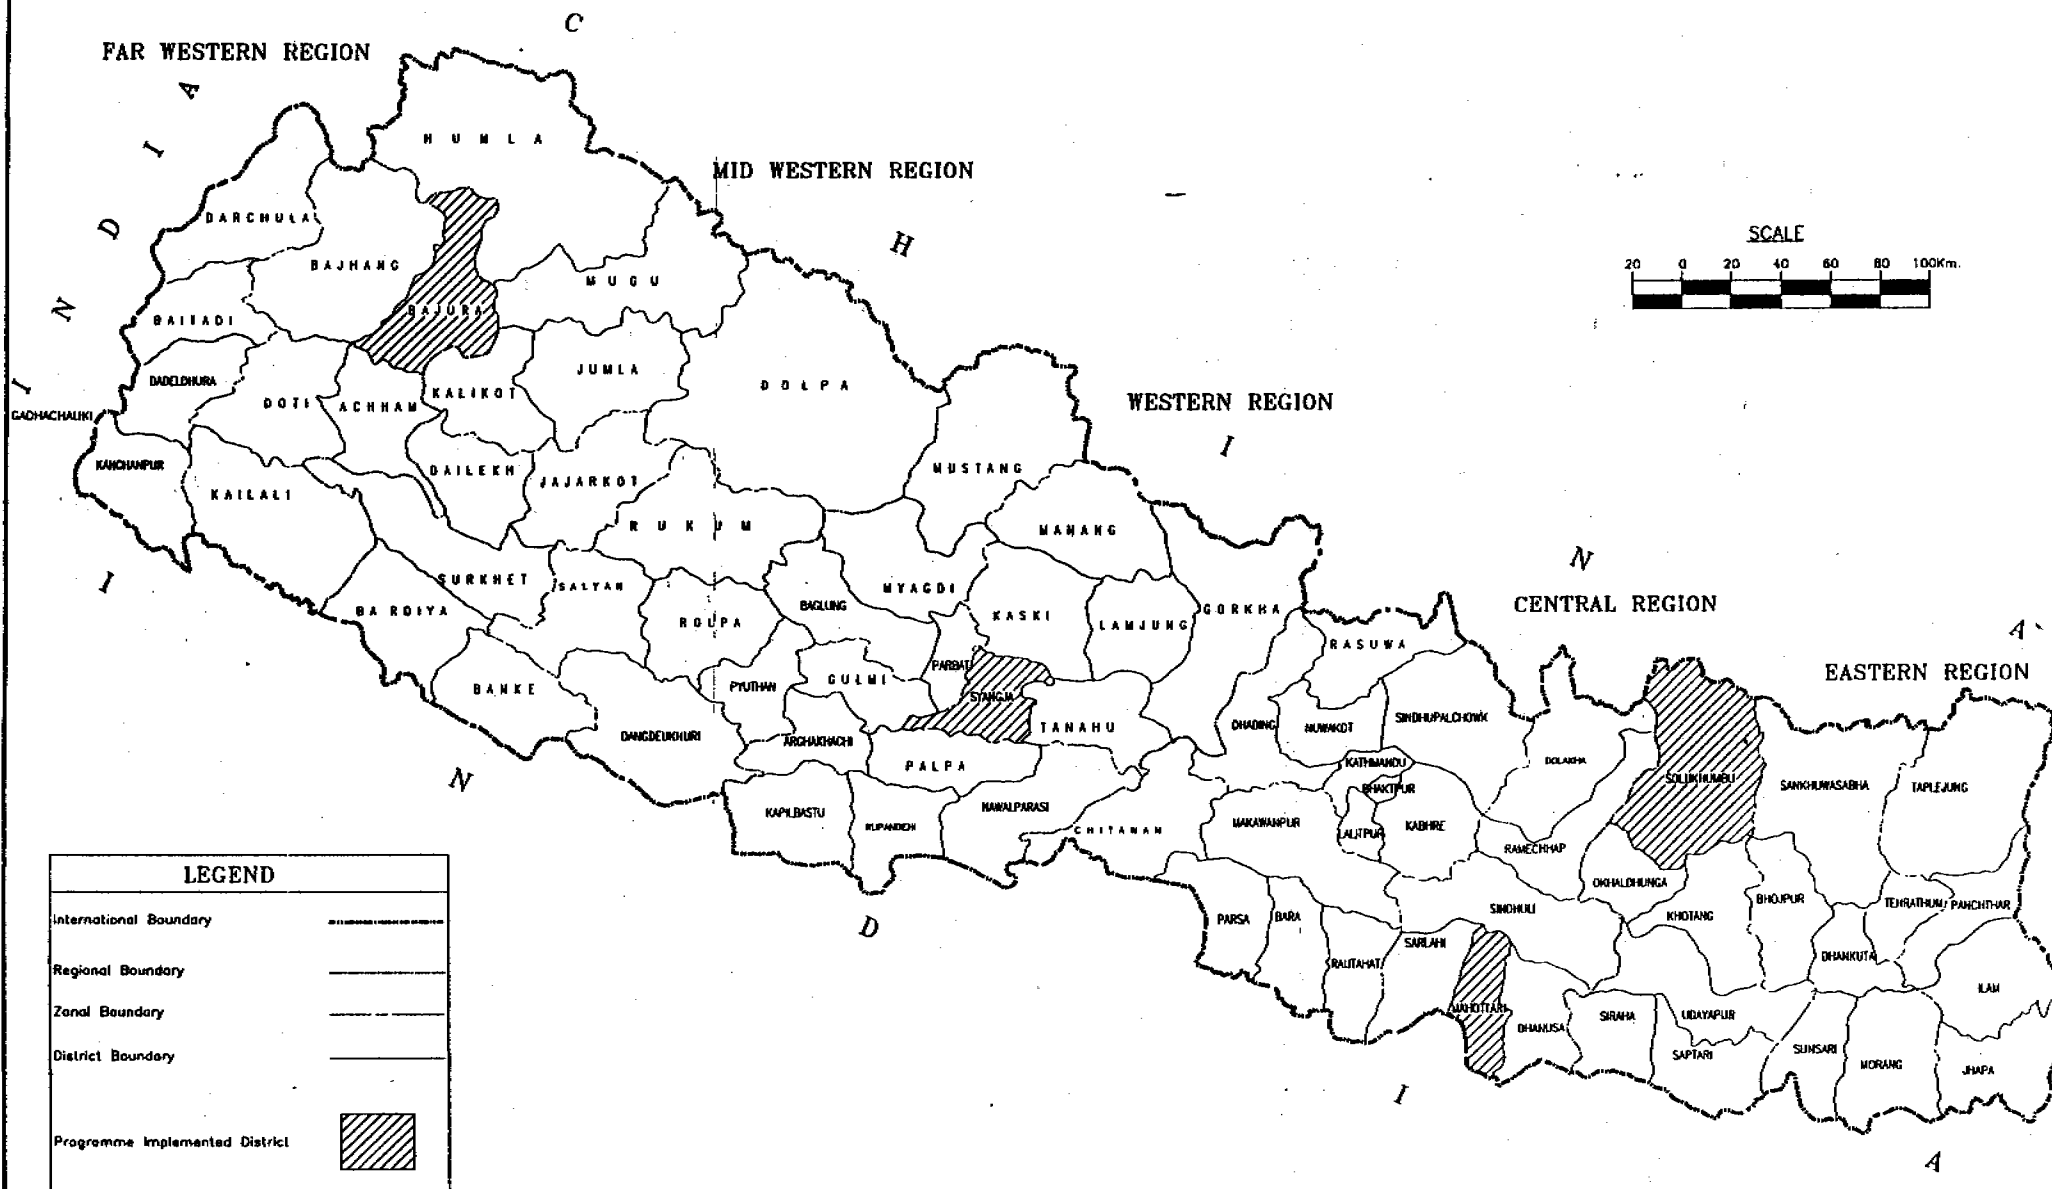 FAR WESTERN REGION
MID WESTERN REGION
WESTERN REGION
CENTRAL REGION
EASTERN REGION
C
H
I
N
A
I
N
D
I
A
I
N
D
I
A
SCALE
20 0 20 40 60 80 100Km.
HUMLA
DARCHULA
BAJHANG
BAJURA
MUGU
BAITADI
DADELDHURA
GADHACHAUKI
DOTI
ACHHAM
KALIKOT
JUMLA
DOLPA
KANCHANPUR
KAILALI
DAILEKH
JAJARKOT
RUKUM
MUSTANG
MANANG
SURKHET
SALYAN
BARDIYA
ROLPA
BAGLUNG
MYAGDI
KASKI
LAMJUNG
GORKHA
RASUWA
BANKE
PYUTHAN
GULMI
PARBAT
SYANGJA
TANAHU
DHADING
NUWAKOT
SINDHUPALCHOWK
DANGDEUKHURI
ARGHAKHACHI
PALPA
KATHMANDU
DOLAKHA
SOLUKHUMBU
SANKHUWASABHA
TAPLEJUNG
KAPILBASTU
RUPANDEHI
NAWALPARASI
CHITAWAN
MAKAWANPUR
BHAKTPUR
LALITPUR
KABHRE
RAMECHHAP
OKHALDHUNGA
KHOTANG
BHOJPUR
TEHRATHUM
PANCHTHAR
PARSA
BARA
RAUTAHAT
SARLAHI
SINDHULI
DHANKUTA
ILAM
MAHOTTARI
DHANUSA
SIRAHA
UDAYAPUR
SAPTARI
SUNSARI
MORANG
JHAPA
LEGEND
International Boundary
Regional Boundary
Zonal Boundary
District Boundary
Programme Implemented District